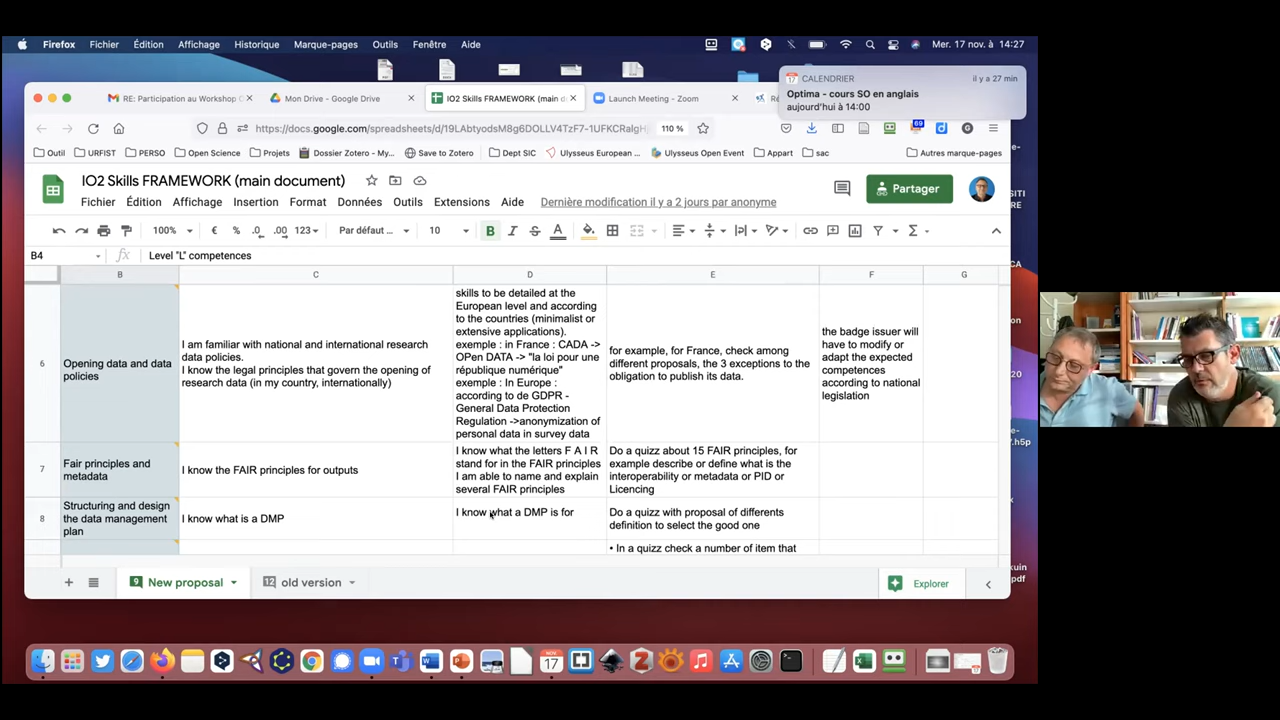 Firefox Fichier Édition Affichage Historique Marque-pages Outils Fenêtre Aide Mer. 17 nov. à 14:27
CALENDRIER il y a 27 min
Optima - cours SO en anglais
aujourd'hui à 14:00
RE: Participation au Workshop Mon Drive - Google Drive IO2 Skills FRAMEWORK (main d Launch Meeting - Zoom
https://docs.google.com/spreadsheets/d/ 110 % 69
Outil URFIST PERSO Open Science Projets Dossier Zotero - My... Save to Zotero Dept SIC Ulysseus European ... Ulysseus Open Event Appart sac Autres marque-pages
IO2 Skills FRAMEWORK (main document)
Partager
Fichier Édition Affichage Insertion Format Données Outils Extensions Aide Dernière modification il y a 2 jours par anonyme
100% € % .0 .00 123 Par défaut ... 10 B I S A Σ
B4 fx Level "L" competences
B C D E F G
skills to be detailed at the
European level and according
to the countries (minimalist or
extensive applications).
exemple : in France : CADA ->
OPen DATA -> "la loi pour une
république numérique"
exemple : In Europe :
according to de GDPR -
General Data Protection
Regulation ->anonymization of
personal data in survey data
6
Opening data and data
policies
I am familiar with national and international research
data policies.
I know the legal principles that govern the opening of
research data (in my country, internationally)
for example, for France, check among
different proposals, the 3 exceptions to the
obligation to publish its data.
the badge issuer will
have to modify or
adapt the expected
competences
according to national
legislation
7
Fair principles and
metadata
I know the FAIR principles for outputs
I know what the letters F A I R
stand for in the FAIR principles
I am able to name and explain
several FAIR principles
Do a quizz about 15 FAIR principles, for
example describe or define what is the
interoperability or metadata or PID or
Licencing
8
Structuring and design
the data management
plan
I know what is a DMP
I know what a DMP is for
Do a quizz with proposal of differents
definition to select the good one
• In a quizz check a number of item that
9 New proposal 12 old version Explorer
NOV. 17